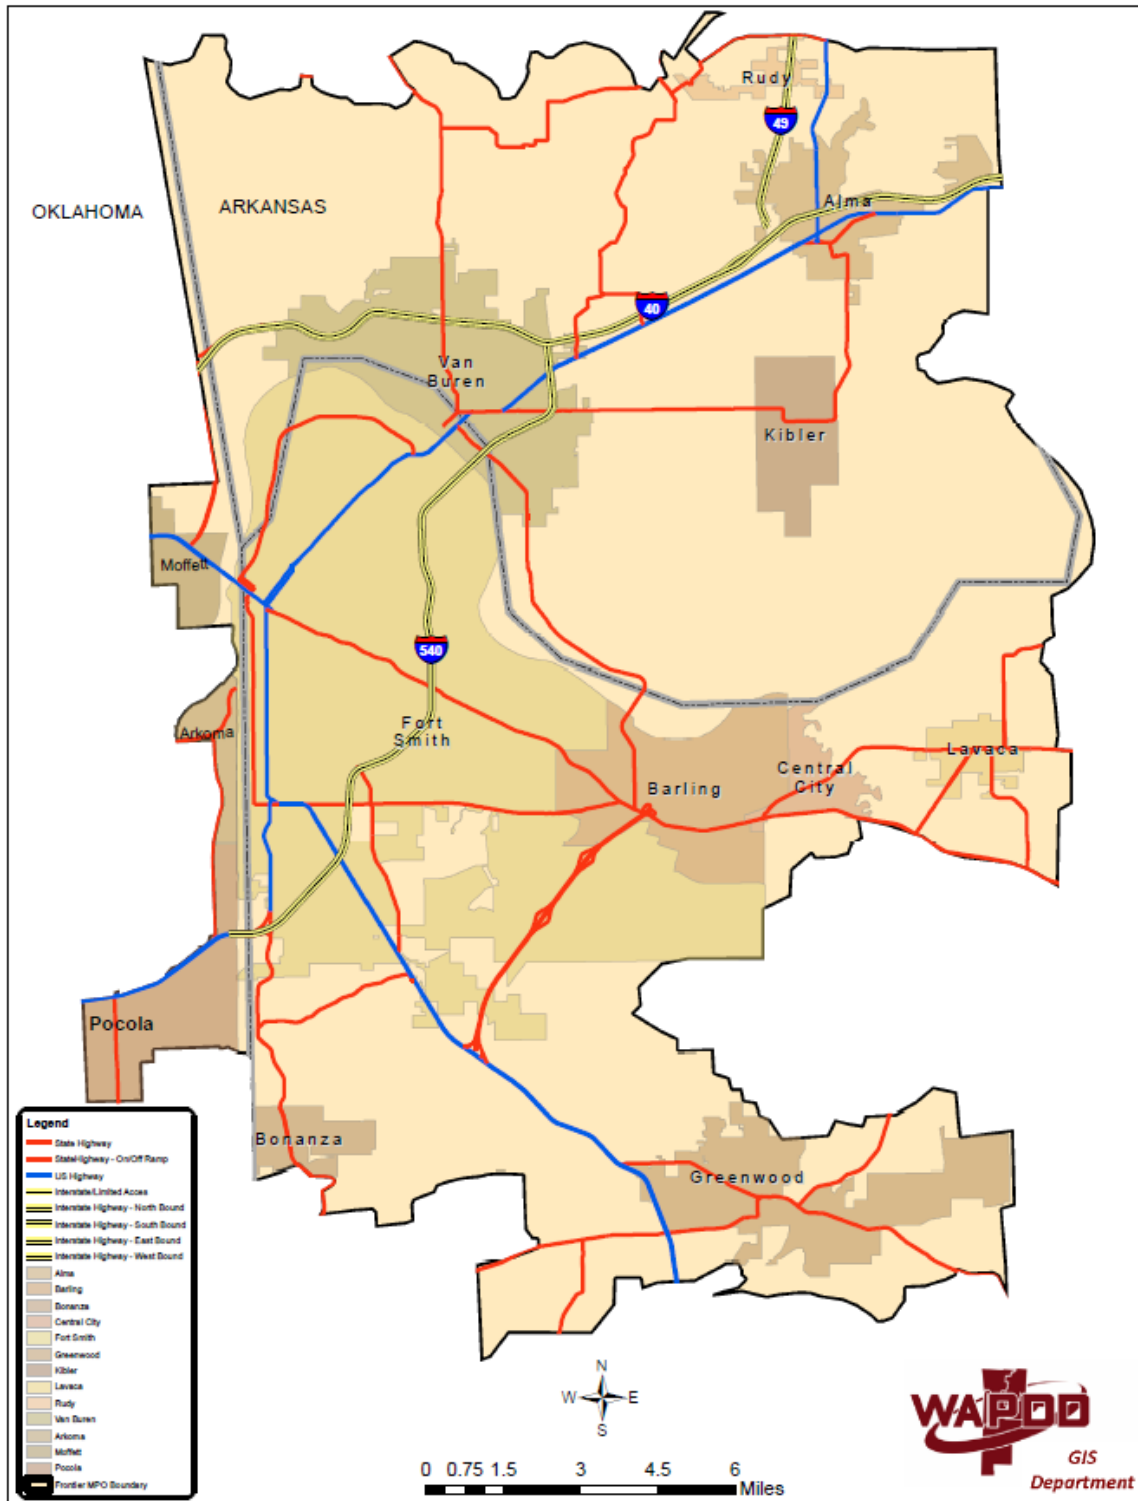 Rudy
49
OKLAHOMA
ARKANSAS
Alma
40
Van
Buren
Kibler
Moffett
540
Arkoma
Fort
Smith
Lavaca
Central
City
Barling
Pocola
Bonanza
Greenwood
Legend
State Highway
StateHighway - On/Off Ramp
US Highway
Interstate/Limited Acces
Interstate Highway - North Bound
Interstate Highway - South Bound
Interstate Highway - East Bound
Interstate Highway - West Bound
Alma
Barling
Bonanza
Central City
Fort Smith
Greenwood
Kibler
Lavaca
Rudy
Van Buren
Arkoma
Moffett
Pocola
Frontier MPO Boundary
N
W E
S
0 0.75 1.5 3 4.5 6
Miles
WAPDD
GIS
Department